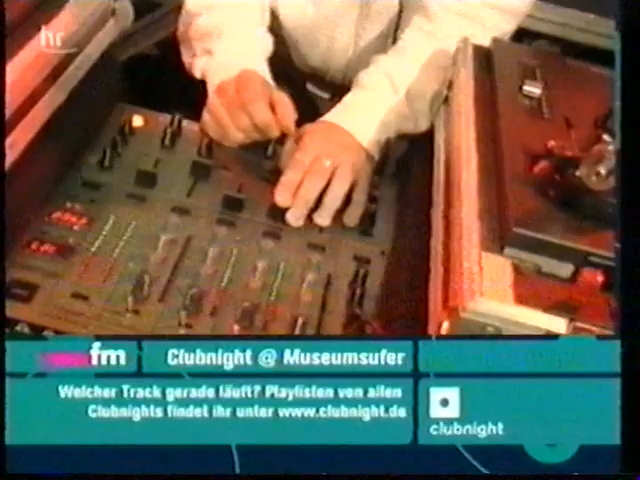 hr
fm
Clubnight @ Museumsufer
Welcher Track gerade läuft? Playlisten von allen
Clubnights findet ihr unter www.clubnight.de
clubnight